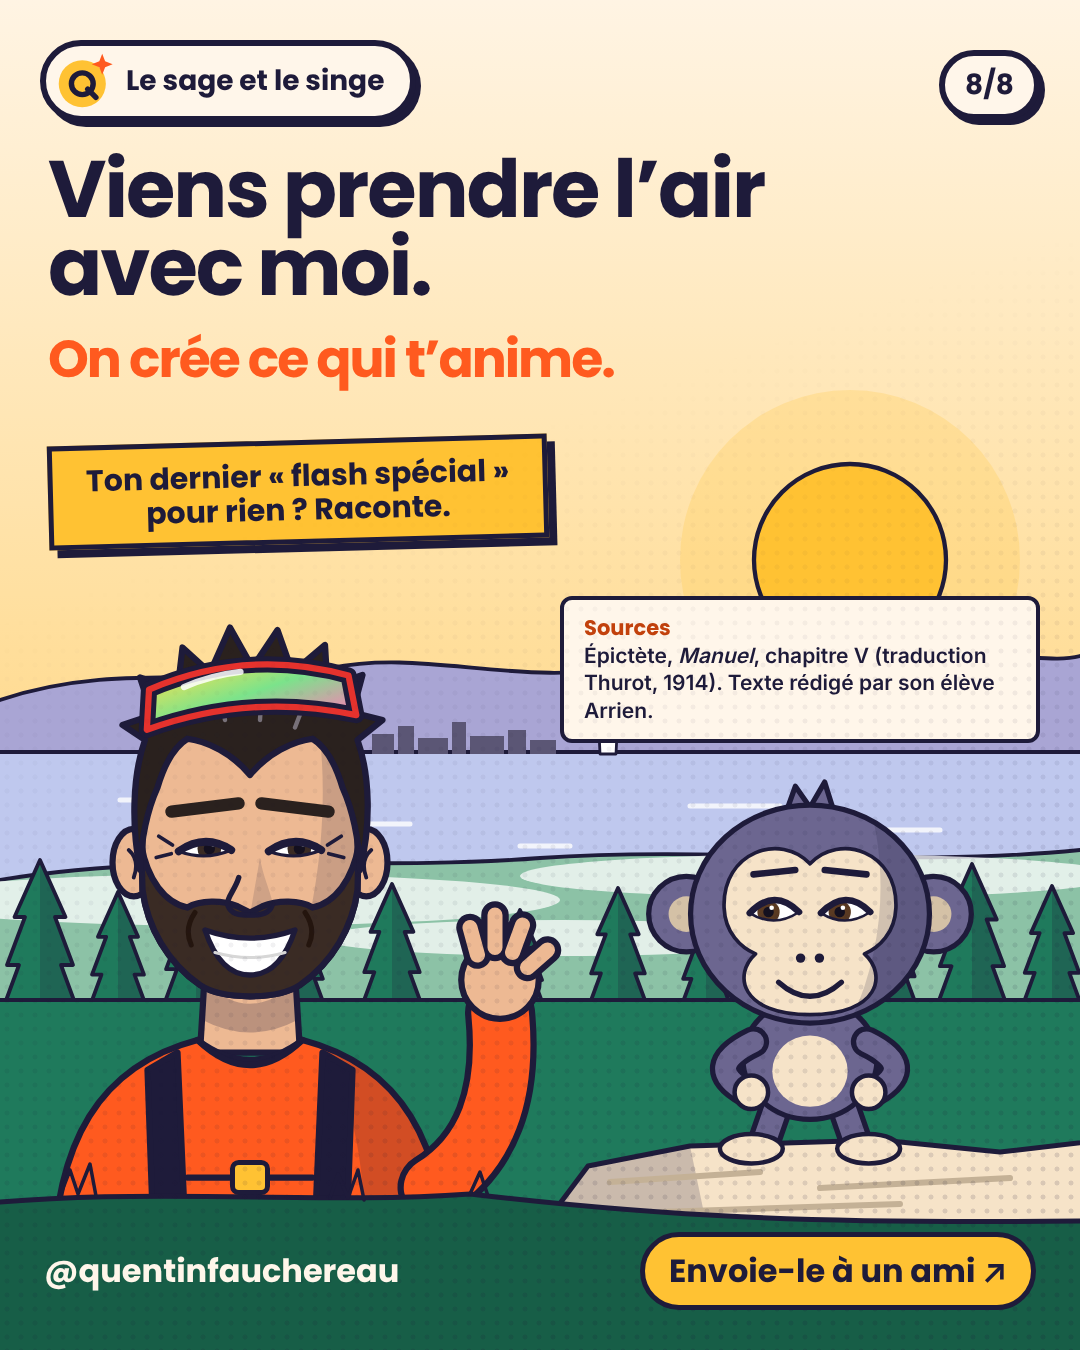 Q Le sage et le singe
8/8
Viens prendre l’air
avec moi.
On crée ce qui t’anime.
Ton dernier « flash spécial »
pour rien ? Raconte.
Sources
Épictète, Manuel, chapitre V (traduction
Thurot, 1914). Texte rédigé par son élève
Arrien.
@quentinfauchereau
Envoie-le à un ami ↗